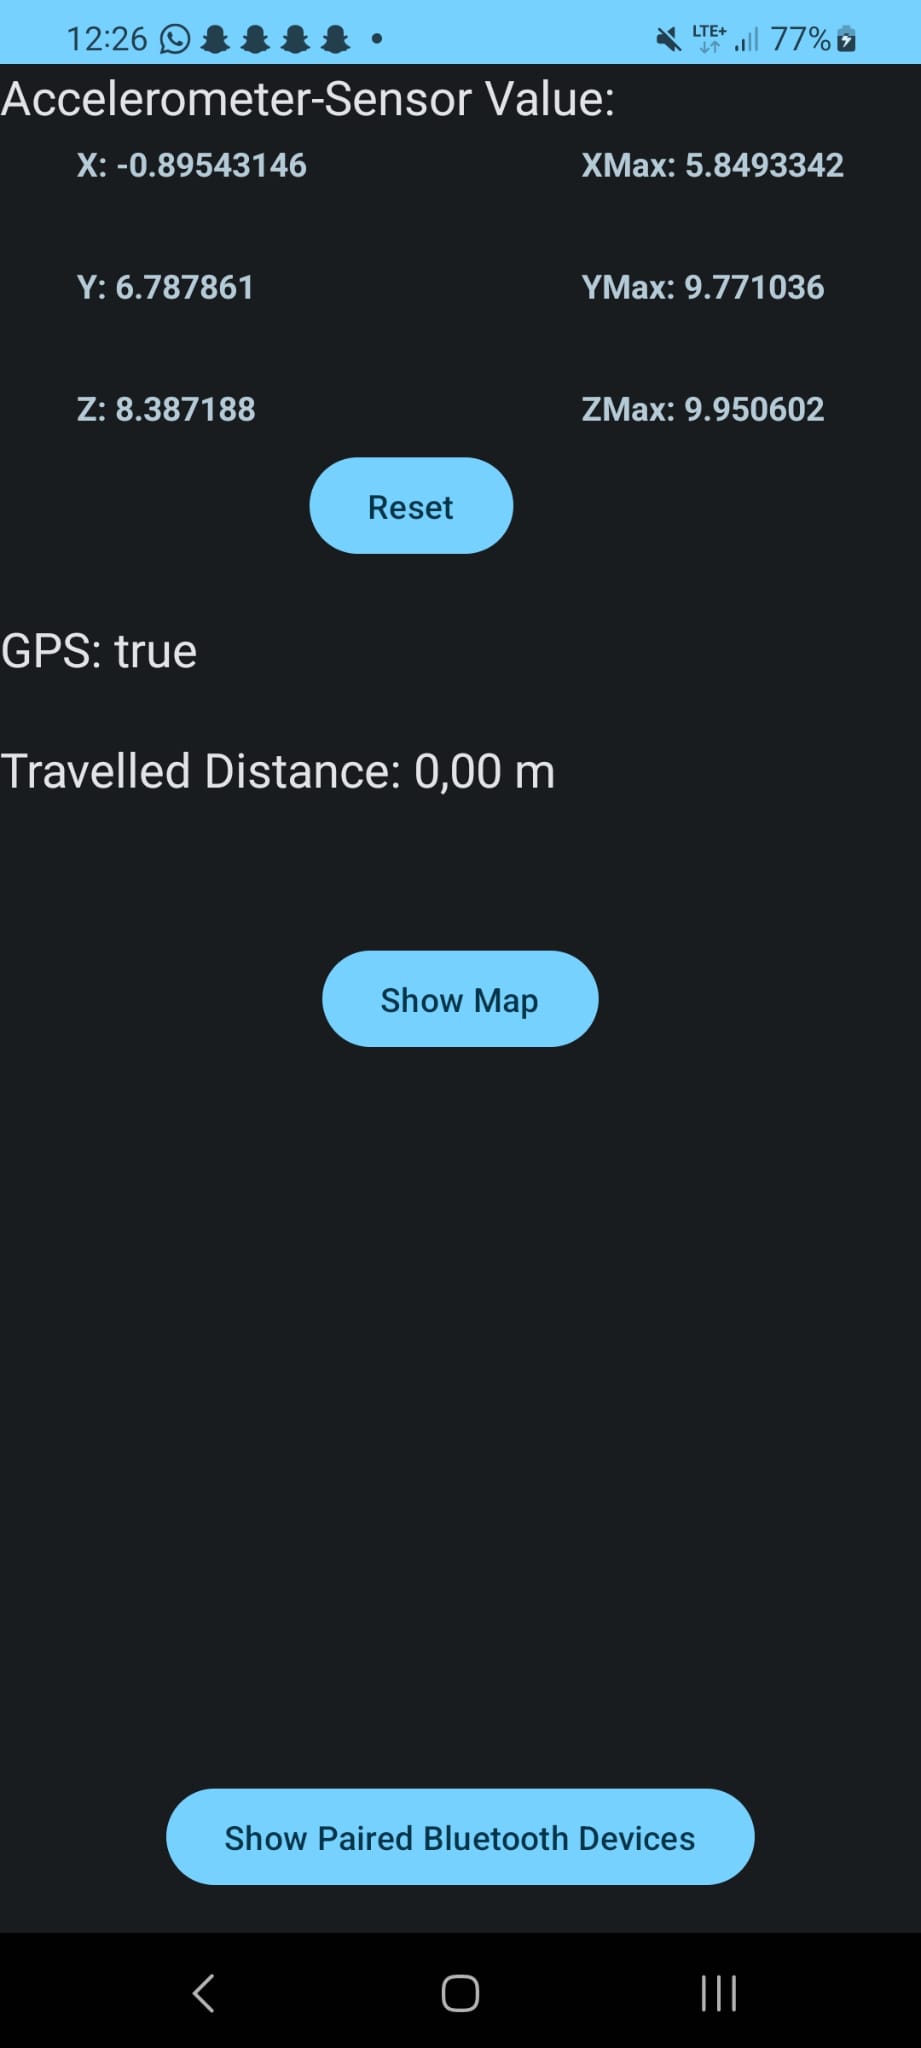 12:26 LTE+ 77%
Accelerometer-Sensor Value:
X: -0.89543146 XMax: 5.8493342
Y: 6.787861 YMax: 9.771036
Z: 8.387188 ZMax: 9.950602
Reset
GPS: true
Travelled Distance: 0,00 m
Show Map
Show Paired Bluetooth Devices